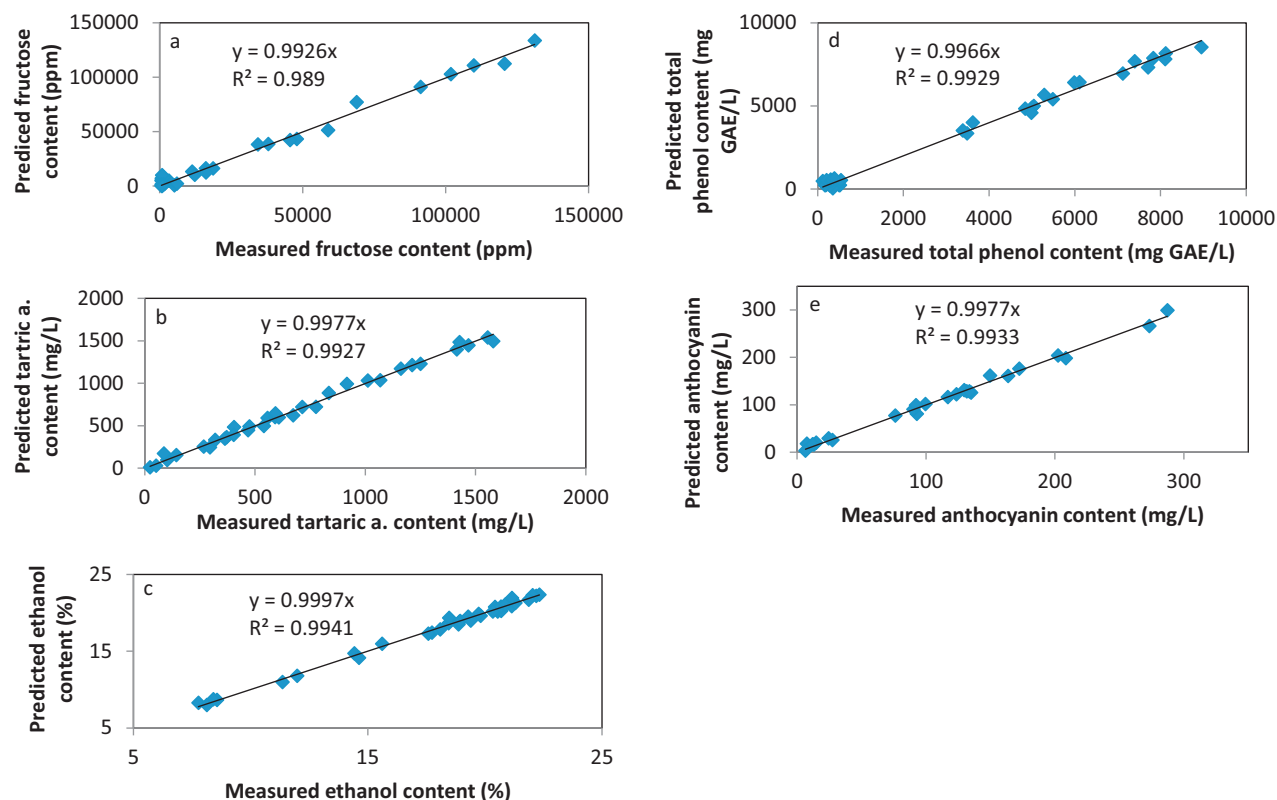 a
y = 0.9926x
R² = 0.989
Prediced fructose
content (ppm)
150000
100000
50000
0
0 50000 100000 150000
Measured fructose content (ppm)
b
y = 0.9977x
R² = 0.9927
Predicted tartric a.
content (mg/L)
2000
1500
1000
500
0
0 500 1000 1500 2000
Measured tartaric a. content (mg/L)
c
y = 0.9997x
R² = 0.9941
Predicted ethanol
content (%)
25
15
5
5 15 25
Measured ethanol content (%)
d
y = 0.9966x
R² = 0.9929
Predicted total
phenol content (mg
GAE/L)
10000
5000
0
0 2000 4000 6000 8000 10000
Measured total phenol content (mg GAE/L)
e
y = 0.9977x
R² = 0.9933
Predicted anthocyanin
content (mg/L)
300
200
100
0
0 100 200 300
Measured anthocyanin content (mg/L)